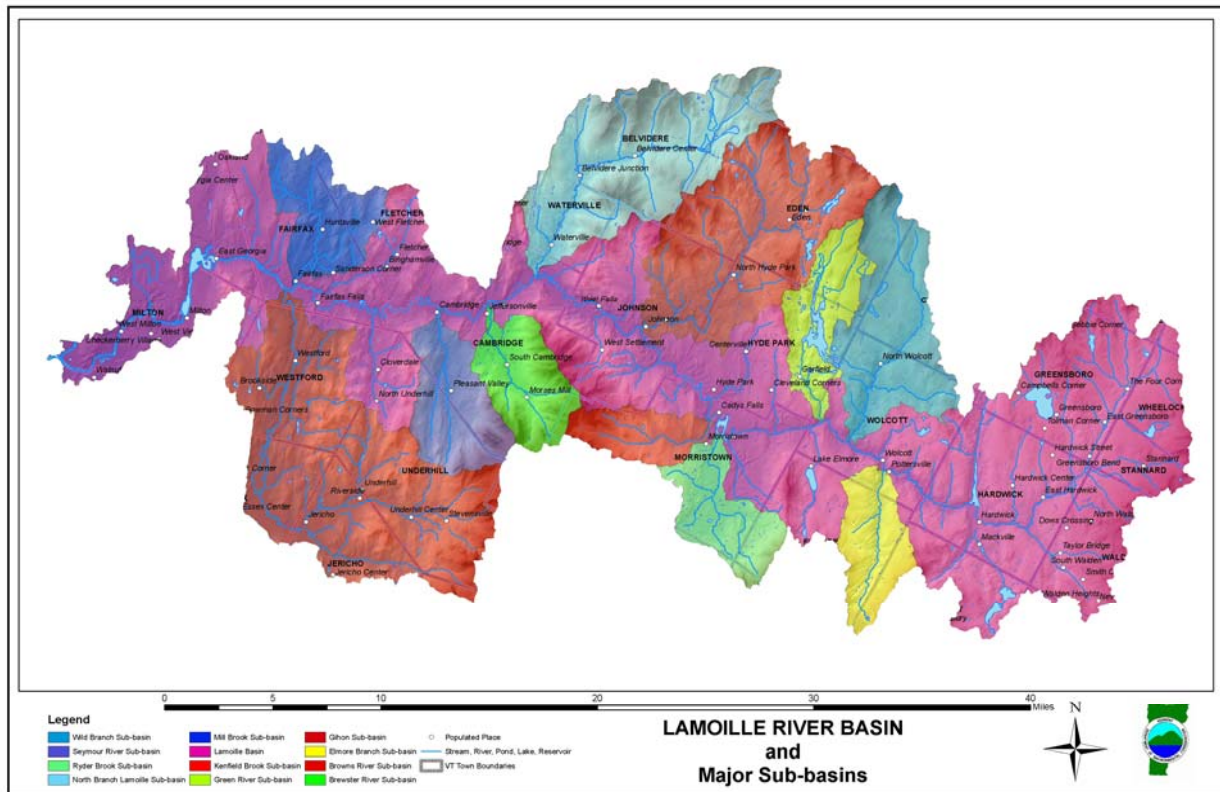 Oakland
BELVIDERE
Belvidere Center
Belvidere Junction
WATERVILLE
Waterville
FLETCHER
West Fletcher
Huntsville
FAIRFAX
Fletcher
Binghamville
East Georgia
Fairfax
Fairfax Falls
EDEN
Eden
North Hyde Park
MILTON
West Milton
Milton
Cambridge
Jeffersonville
JOHNSON
Johnson
CAMBRIDGE
South Cambridge
West Settlement
Centerville
HYDE PARK
Garfield
North Wolcott
Westford
WESTFORD
Brookside
Cloverdale
North Underhill
Pleasant Valley
Morses Mill
Hyde Park
Cleveland Corners
Cadys Falls
WOLCOTT
Morristown
MORRISTOWN
Lake Elmore
Wolcott
Pottersville
GREENSBORO
Campbells Corner
The Four Corn
Greensboro
WHEELOCK
East Greensboro
Tolman Corner
Hardwick Street
Greensboro Bend
Stannard
STANNARD
Hardwick Center
HARDWICK
East Hardwick
Hardwick
Mackville
Dows Crossing
Taylor Bridge
South Walden
WALD
Walden Heights
UNDERHILL
Underhill
Riverside
Underhill Center
Stevensville
Jericho
JERICHO
Jericho Center
0 5 10 20 30 40
Miles
Legend
Wild Branch Sub-basin
Seymour River Sub-basin
Ryder Brook Sub-basin
North Branch Lamoille Sub-basin
Mill Brook Sub-basin
Lamoille Basin
Kenfield Brook Sub-basin
Green River Sub-basin
Gihon Sub-basin
Elmore Branch Sub-basin
Browns River Sub-basin
Brewster River Sub-basin
Populated Place
Stream, River, Pond, Lake, Reservoir
VT Town Boundaries
LAMOILLE RIVER BASIN
and
Major Sub-basins
N